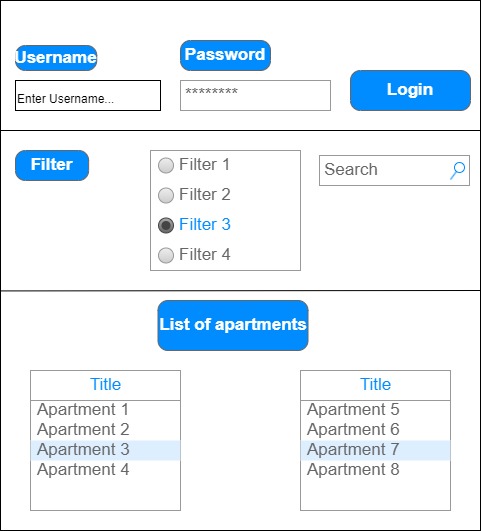 Username
Password
Enter Username...
********
Login
Filter
Filter 1
Filter 2
Filter 3
Filter 4
Search
List of apartments
Title
Apartment 1
Apartment 2
Apartment 3
Apartment 4
Title
Apartment 5
Apartment 6
Apartment 7
Apartment 8